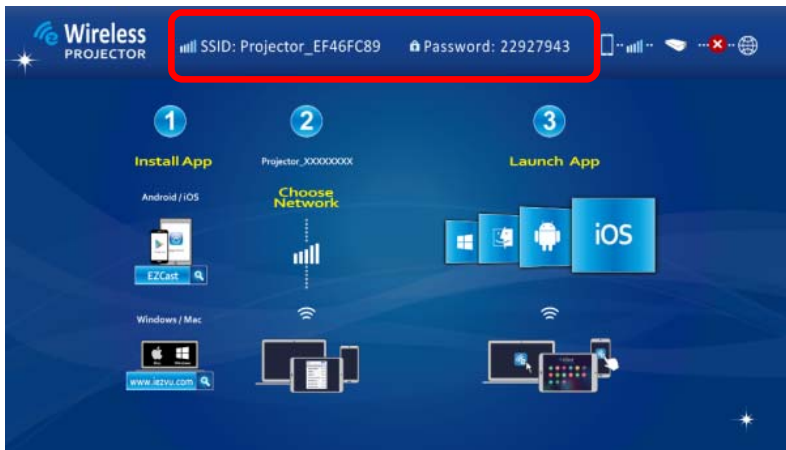 Wireless
PROJECTOR
SSID: Projector_EF46FC89
Password: 22927943
1
2
3
Install App
Projector_XXXXXXXX
Launch App
Android / iOS
Choose
Network
iOS
EZCast
Windows / Mac
www.iezvu.com